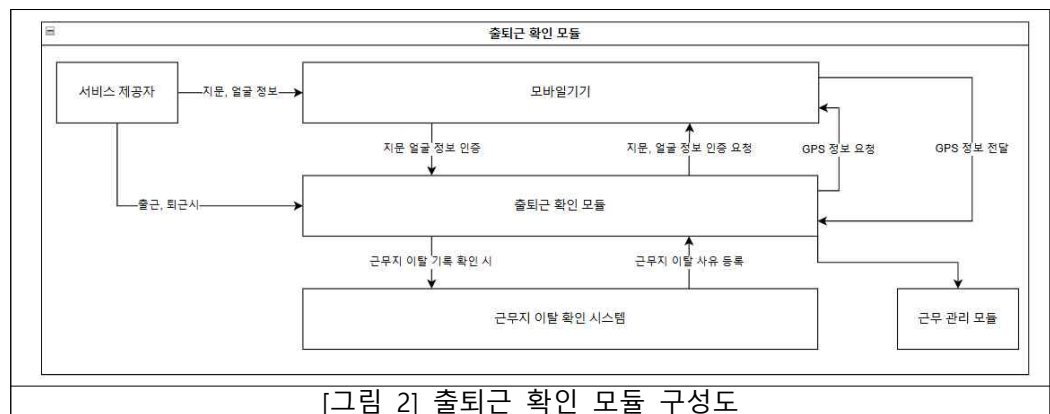 출퇴근 확인 모듈
서비스 제공자
지문, 얼굴 정보
모바일기기
지문 얼굴 정보 인증
지문, 얼굴 정보 인증 요청
GPS 정보 요청
GPS 정보 전달
출근, 퇴근시
출퇴근 확인 모듈
근무지 이탈 기록 확인 시
근무지 이탈 사유 등록
근무지 이탈 확인 시스템
근무 관리 모듈
[그림 2] 출퇴근 확인 모듈 구성도